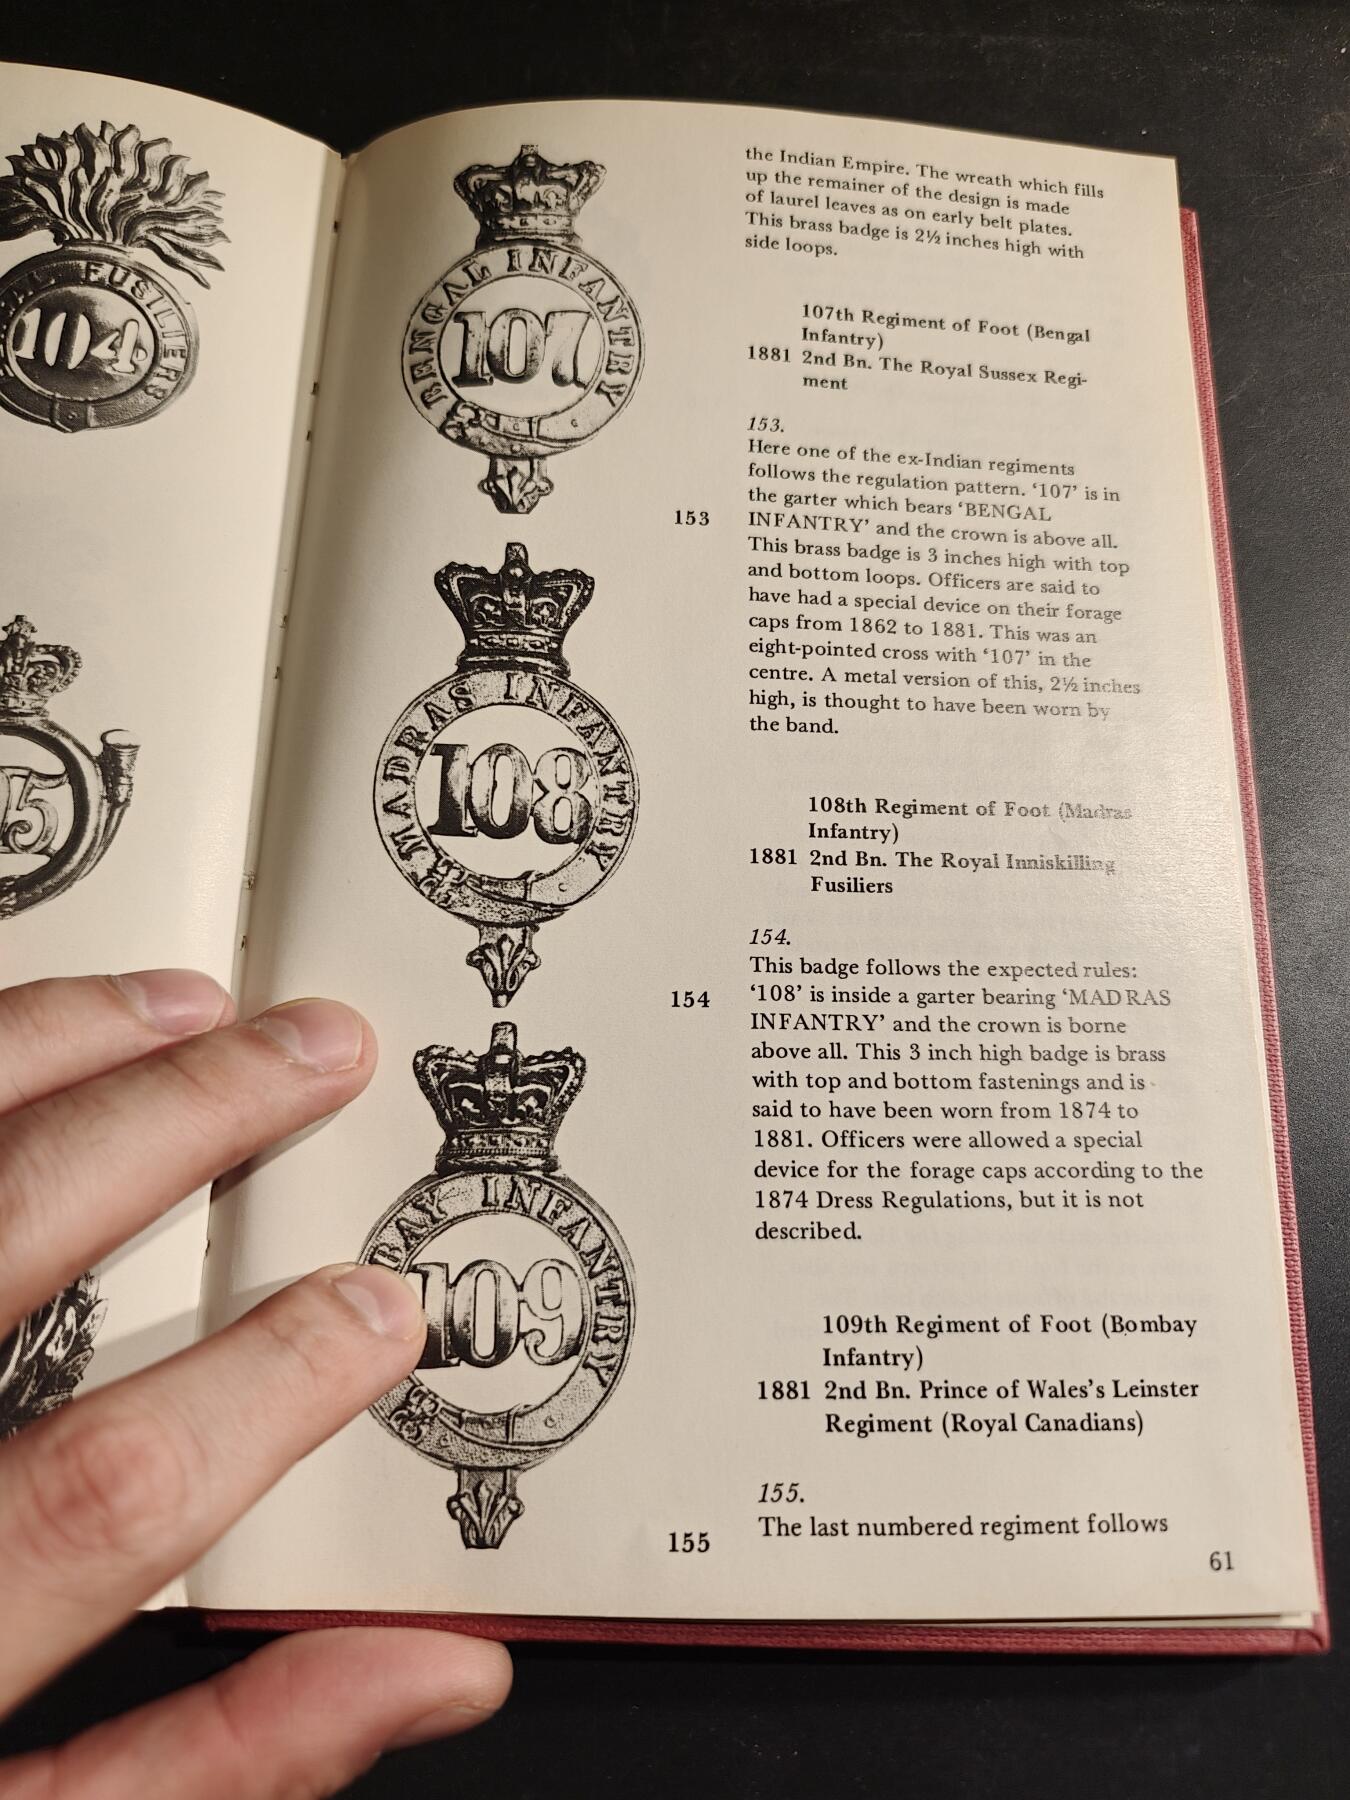 FUSILIERS
104
BENGAL INFANTRY
107
153
MADRAS INFANTRY
108
154
BAY INFANTRY
109
155
the Indian Empire. The wreath which fills
up the remainer of the design is made
of laurel leaves as on early belt plates.
This brass badge is 2½ inches high with
side loops.
107th Regiment of Foot (Bengal
Infantry)
1881 2nd Bn. The Royal Sussex Regi-
ment
153.
Here one of the ex-Indian regiments
follows the regulation pattern. ‘107’ is in
the garter which bears ‘BENGAL
INFANTRY’ and the crown is above all.
This brass badge is 3 inches high with top
and bottom loops. Officers are said to
have had a special device on their forage
caps from 1862 to 1881. This was an
eight-pointed cross with ‘107’ in the
centre. A metal version of this, 2½ inches
high, is thought to have been worn by
the band.
108th Regiment of Foot (Madras
Infantry)
1881 2nd Bn. The Royal Inniskilling
Fusiliers
154.
This badge follows the expected rules:
‘108’ is inside a garter bearing ‘MADRAS
INFANTRY’ and the crown is borne
above all. This 3 inch high badge is brass
with top and bottom fastenings and is
said to have been worn from 1874 to
1881. Officers were allowed a special
device for the forage caps according to the
1874 Dress Regulations, but it is not
described.
109th Regiment of Foot (Bombay
Infantry)
1881 2nd Bn. Prince of Wales’s Leinster
Regiment (Royal Canadians)
155.
The last numbered regiment follows
61